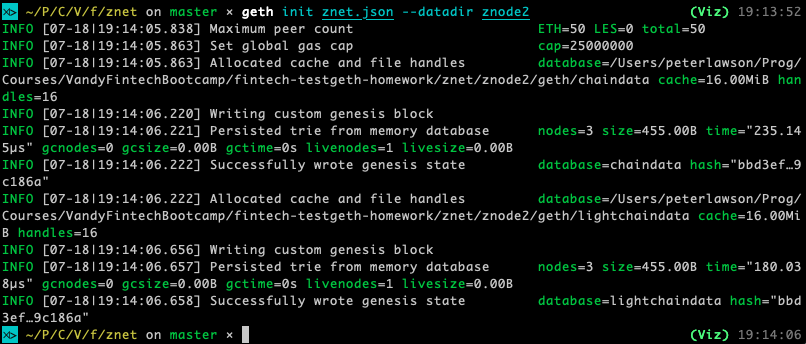 ~/P/C/V/f/znet on master × geth init znet.json --datadir znode2 (Viz) 19:13:52
INFO [07-18|19:14:05.838] Maximum peer count ETH=50 LES=0 total=50
INFO [07-18|19:14:05.863] Set global gas cap cap=25000000
INFO [07-18|19:14:05.863] Allocated cache and file handles database=/Users/peterlawson/Prog/
Courses/VandyFintechBootcamp/fintech-testgeth-homework/znet/znode2/geth/chaindata cache=16.00MiB han
dles=16
INFO [07-18|19:14:06.220] Writing custom genesis block
INFO [07-18|19:14:06.221] Persisted trie from memory database nodes=3 size=455.00B time="235.14
5µs" gcnodes=0 gcsize=0.00B gctime=0s livenodes=1 livesize=0.00B
INFO [07-18|19:14:06.222] Successfully wrote genesis state database=chaindata hash="bbd3ef…9
c186a"
INFO [07-18|19:14:06.222] Allocated cache and file handles database=/Users/peterlawson/Prog/
Courses/VandyFintechBootcamp/fintech-testgeth-homework/znet/znode2/geth/lightchaindata cache=16.00Mi
B handles=16
INFO [07-18|19:14:06.656] Writing custom genesis block
INFO [07-18|19:14:06.657] Persisted trie from memory database nodes=3 size=455.00B time="180.03
8µs" gcnodes=0 gcsize=0.00B gctime=0s livenodes=1 livesize=0.00B
INFO [07-18|19:14:06.658] Successfully wrote genesis state database=lightchaindata hash="bbd
3ef…9c186a"
~/P/C/V/f/znet on master × (Viz) 19:14:06